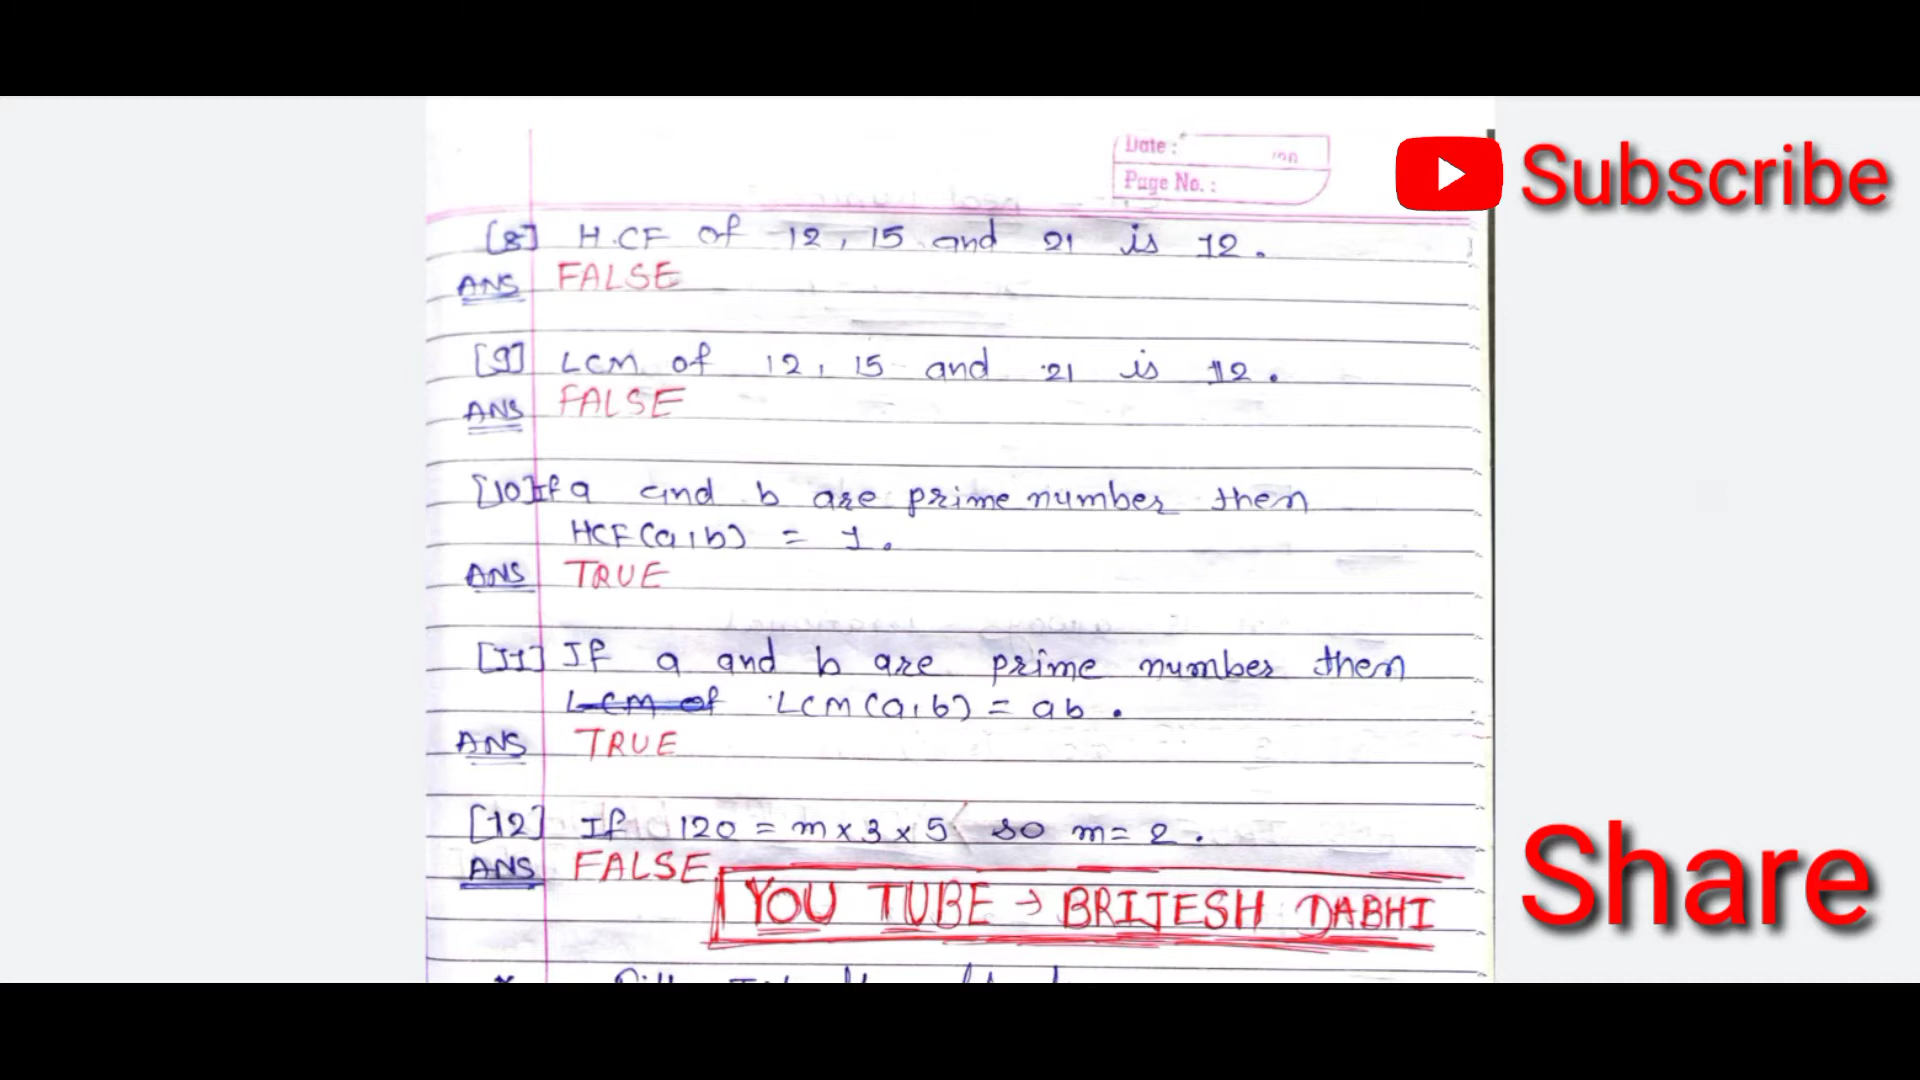 Date :
Page No. :
Subscribe
[8] H.CF of 12, 15 and 21 is 12.
ANS FALSE
[9] LCM of 12, 15 and 21 is 12.
ANS FALSE
[10] If a and b are prime number then
HCF(a,b) = 1.
ANS TRUE
[11] If a and b are prime number then
LCM of LCM(a,b) = ab.
ANS TRUE
[12] If 120 = m x 3 x 5 so m = 2.
ANS FALSE
YOU TUBE → BRIJESH DABHI
Share